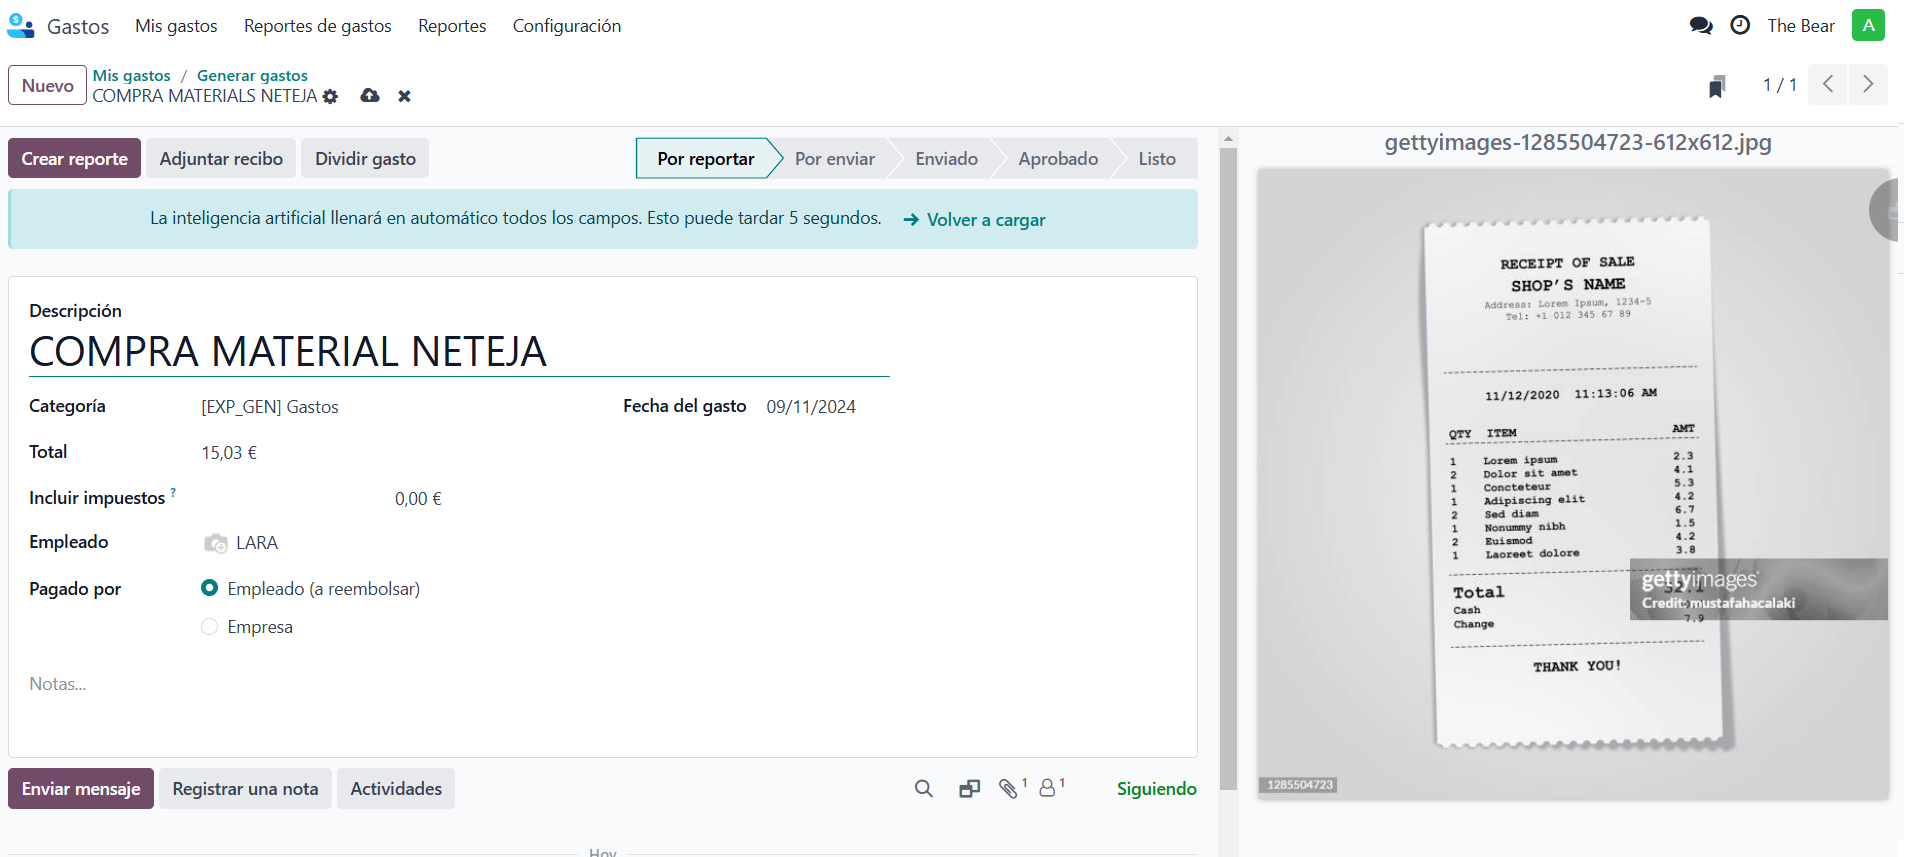 Gastos Mis gastos Reportes de gastos Reportes Configuración The Bear A
Nuevo Mis gastos / Generar gastos
COMPRA MATERIALS NETEJA
1 / 1
Crear reporte Adjuntar recibo Dividir gasto Por reportar Por enviar Enviado Aprobado Listo
La inteligencia artificial llenará en automático todos los campos. Esto puede tardar 5 segundos. Volver a cargar
Descripción
COMPRA MATERIAL NETEJA
Categoría [EXP_GEN] Gastos Fecha del gasto 09/11/2024
Total 15,03 €
Incluir impuestos ? 0,00 €
Empleado LARA
Pagado por Empleado (a reembolsar)
Empresa
Notas...
Enviar mensaje Registrar una nota Actividades 1 1 Siguiendo
Hoy
gettyimages-1285504723-612x612.jpg
RECEIPT OF SALE
SHOP'S NAME
Address: Lorem Ipsum, 1234-5
Tel: +1 012 345 67 89
11/12/2020 11:13:06 AM
QTY ITEM AMT
1 Lorem ipsum 2.3
2 Dolor sit amet 4.1
1 Concteteur 5.3
1 Adipiscing elit 4.2
2 Sed diam 6.7
1 Nonummy nibh 1.5
2 Euismod 4.2
1 Laoreet dolore 3.8
gettyimages
Credit: mustafahacalaki
Total 32.1
Cash
Change 7.9
THANK YOU!
1285504723